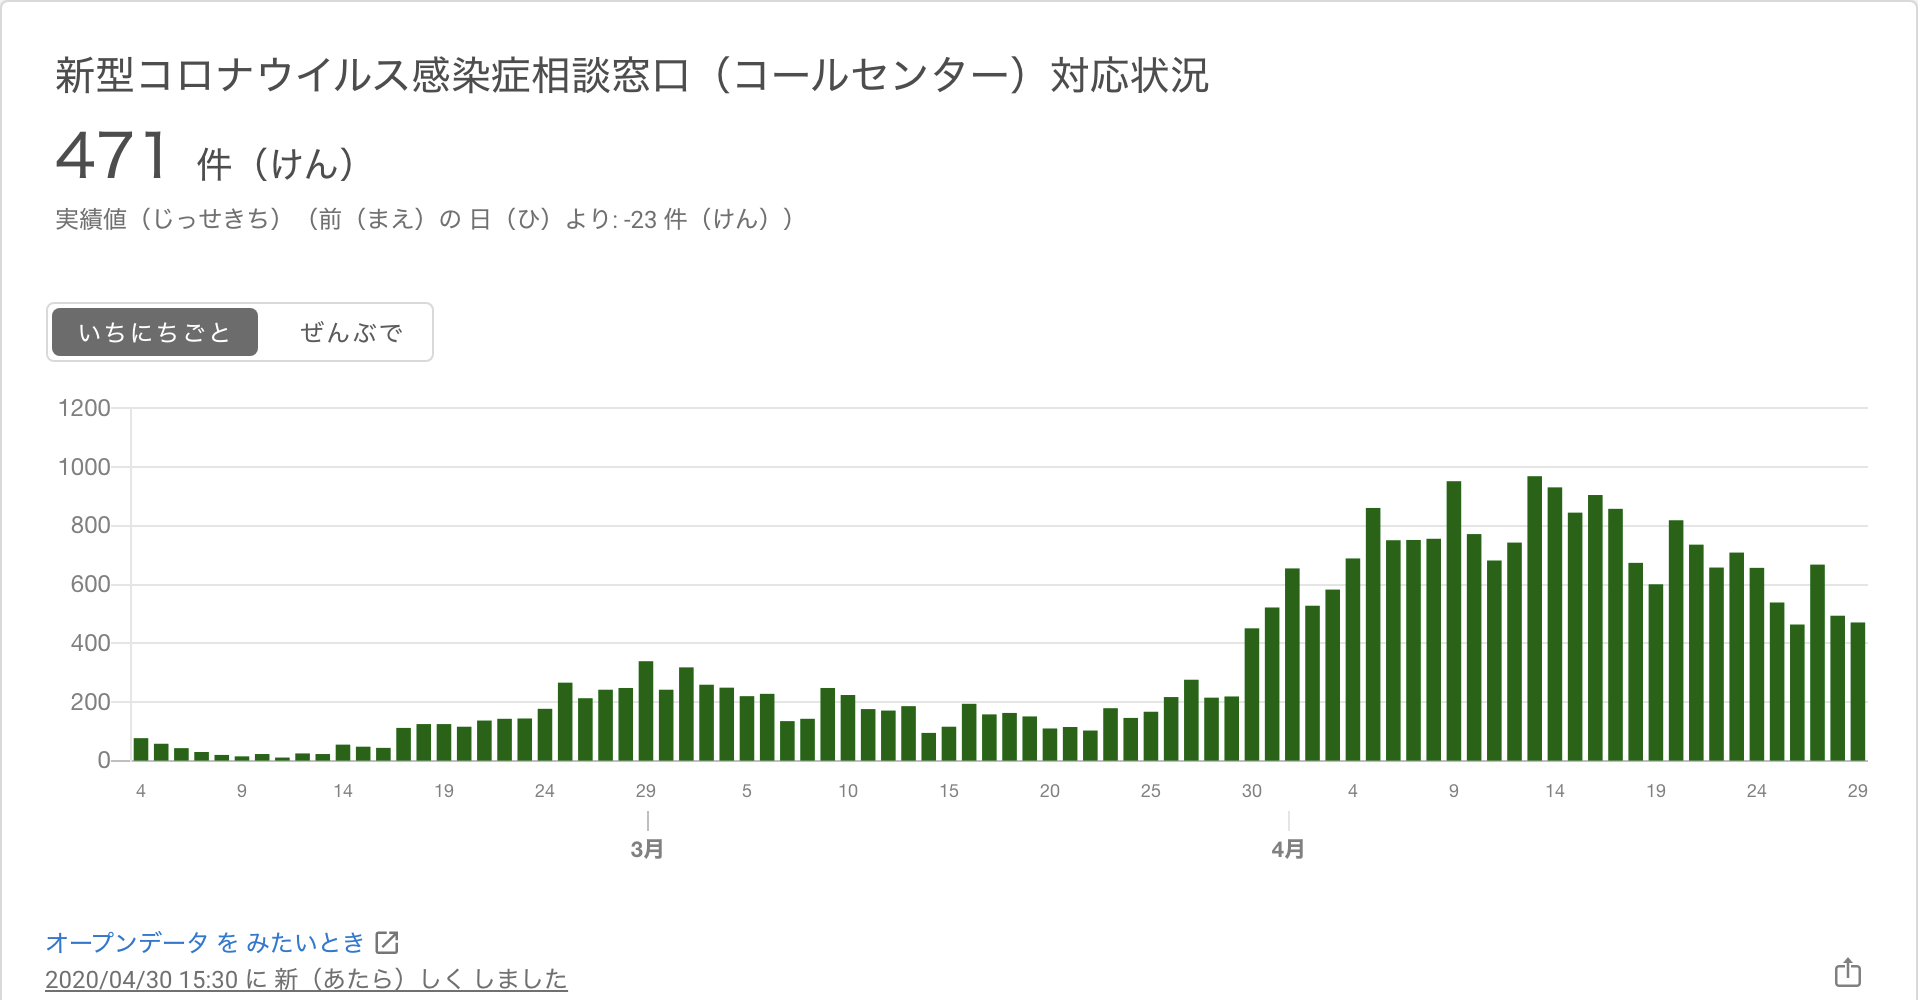 新型コロナウイルス感染症相談窓口（コールセンター）対応状況
471 件（けん）
実績値（じっせきち）（前（まえ）の 日（ひ）より: -23 件（けん））
いちにちごと ぜんぶで
1200
1000
800
600
400
200
0
4 9 14 19 24 29 5 10 15 20 25 30 4 9 14 19 24 29
3月 4月
オープンデータ を みたいとき
2020/04/30 15:30 に 新（あたら）しく しました